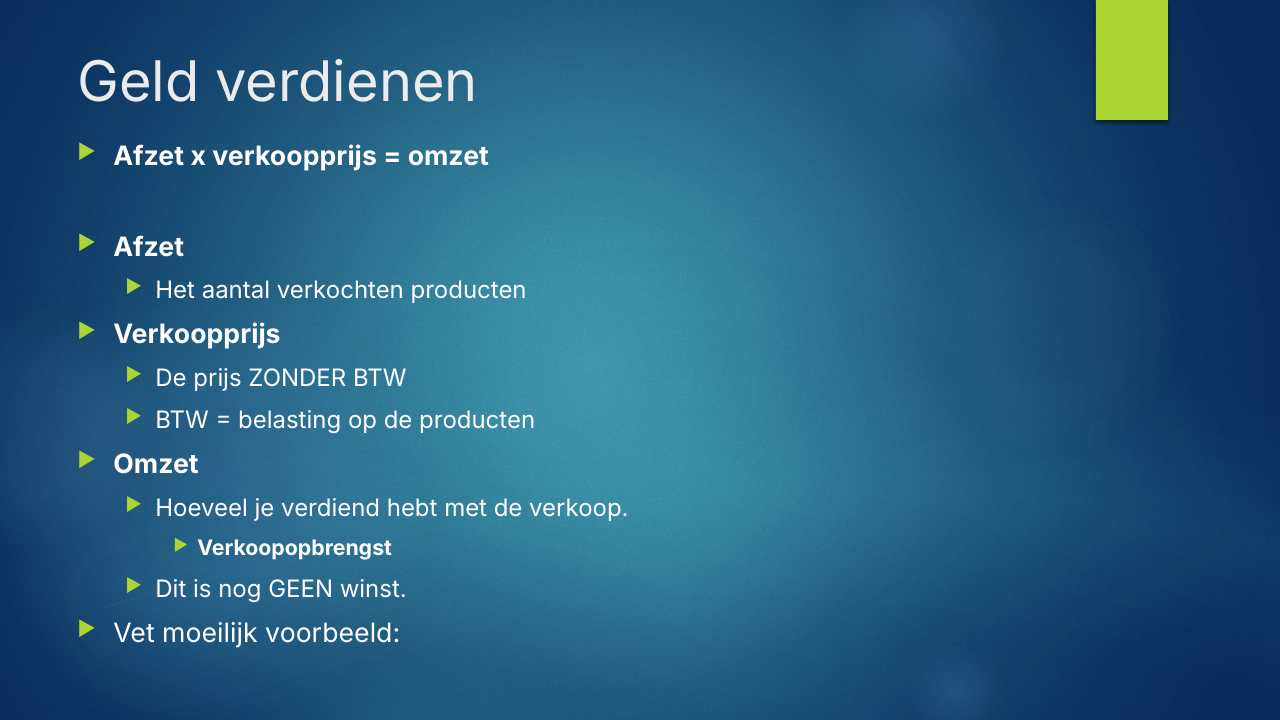 Geld verdienen
Afzet x verkoopprijs = omzet
Afzet
Het aantal verkochten producten
Verkoopprijs
De prijs ZONDER BTW
BTW = belasting op de producten
Omzet
Hoeveel je verdiend hebt met de verkoop.
Verkoopopbrengst
Dit is nog GEEN winst.
Vet moeilijk voorbeeld: